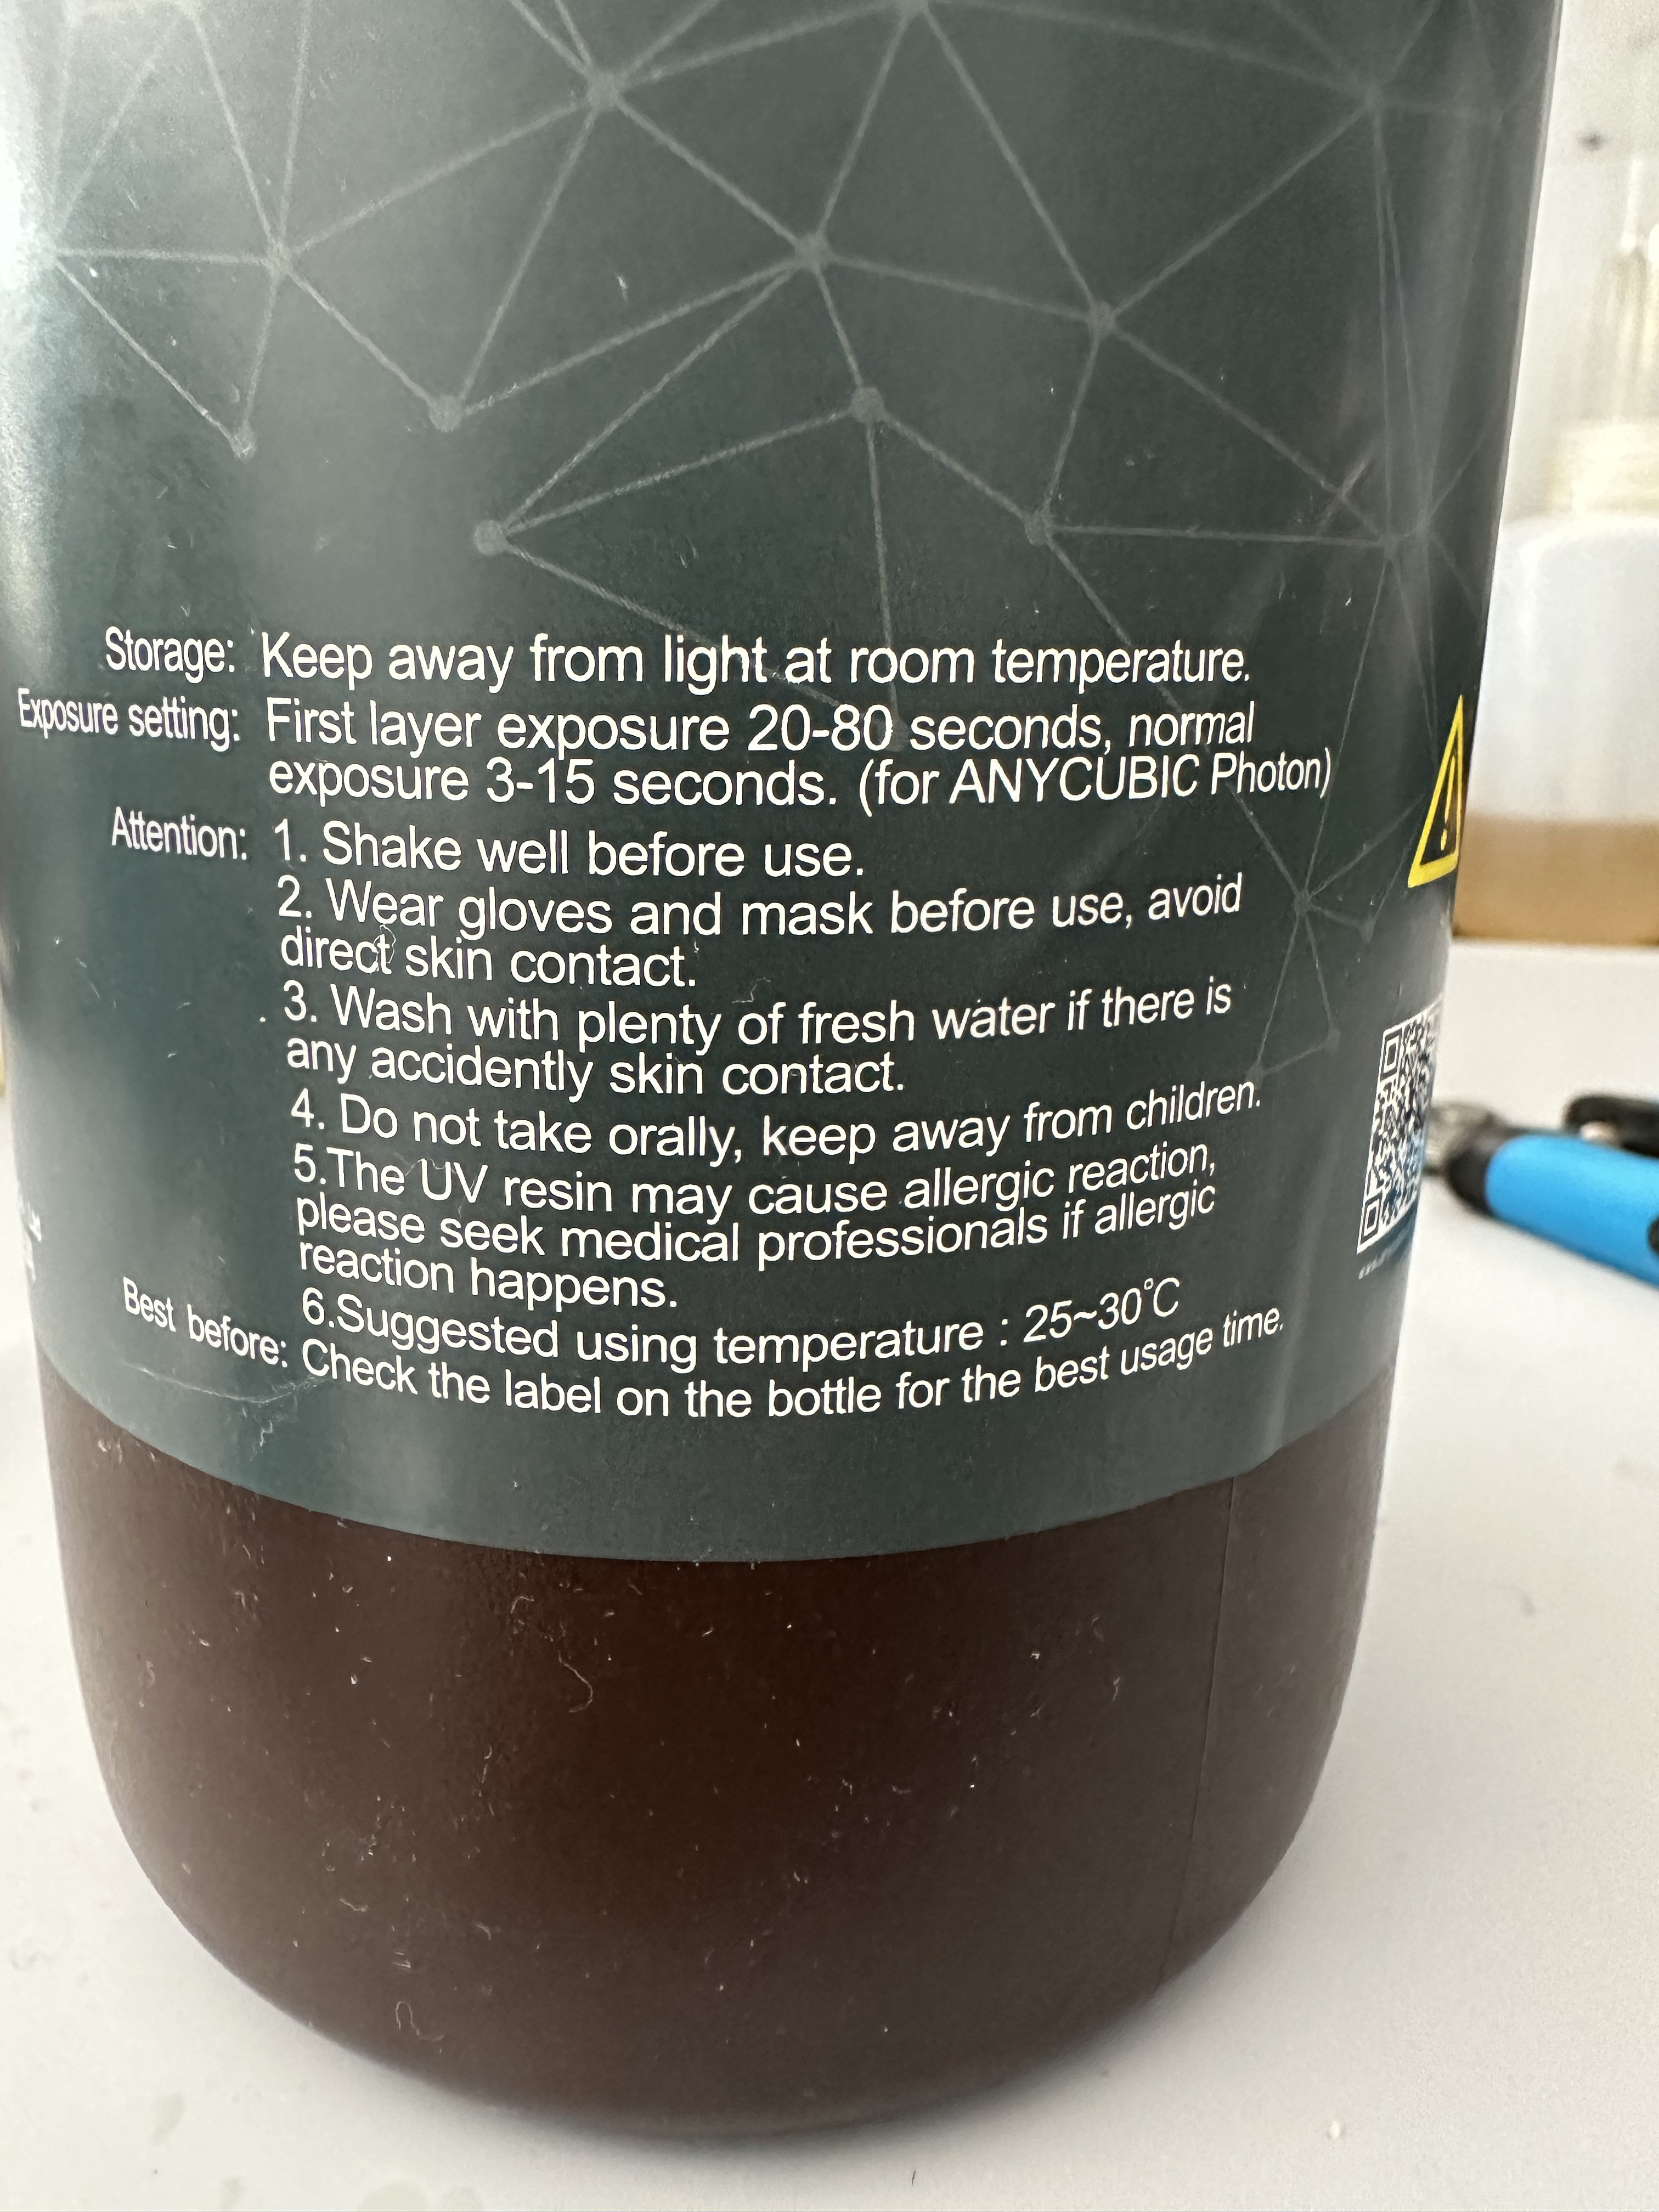 Storage: Keep away from light at room temperature.
Exposure setting: First layer exposure 20-80 seconds, normal
exposure 3-15 seconds. (for ANYCUBIC Photon)
Attention: 1. Shake well before use.
2. Wear gloves and mask before use, avoid
direct skin contact.
3. Wash with plenty of fresh water if there is
any accidently skin contact.
4. Do not take orally, keep away from children.
5.The UV resin may cause allergic reaction,
please seek medical professionals if allergic
reaction happens.
6.Suggested using temperature : 25~30°C
Best before: Check the label on the bottle for the best usage time.